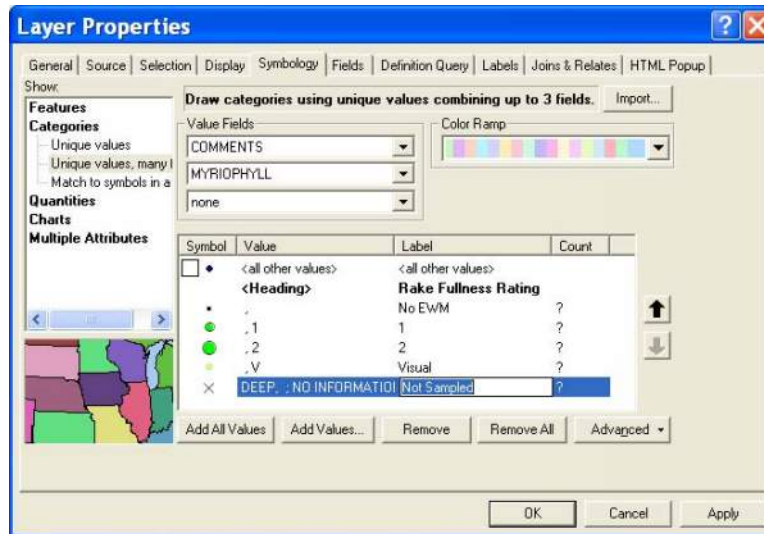 Layer Properties
General Source Selection Display Symbology Fields Definition Query Labels Joins & Relates HTML Popup
Show:
Features
Categories
Unique values
Unique values, many
Match to symbols in a
Quantities
Charts
Multiple Attributes
Draw categories using unique values combining up to 3 fields.
Import...
Value Fields
COMMENTS
MYRIOPHYLL
none
Color Ramp
Symbol Value Label Count
<all other values> <all other values>
<Heading> Rake Fullness Rating
, No EWM ?
, 1 1 ?
, 2 2 ?
, V Visual ?
DEEP, ; NO INFORMATIO Not Sampled ?
Add All Values Add Values... Remove Remove All Advanced
OK Cancel Apply